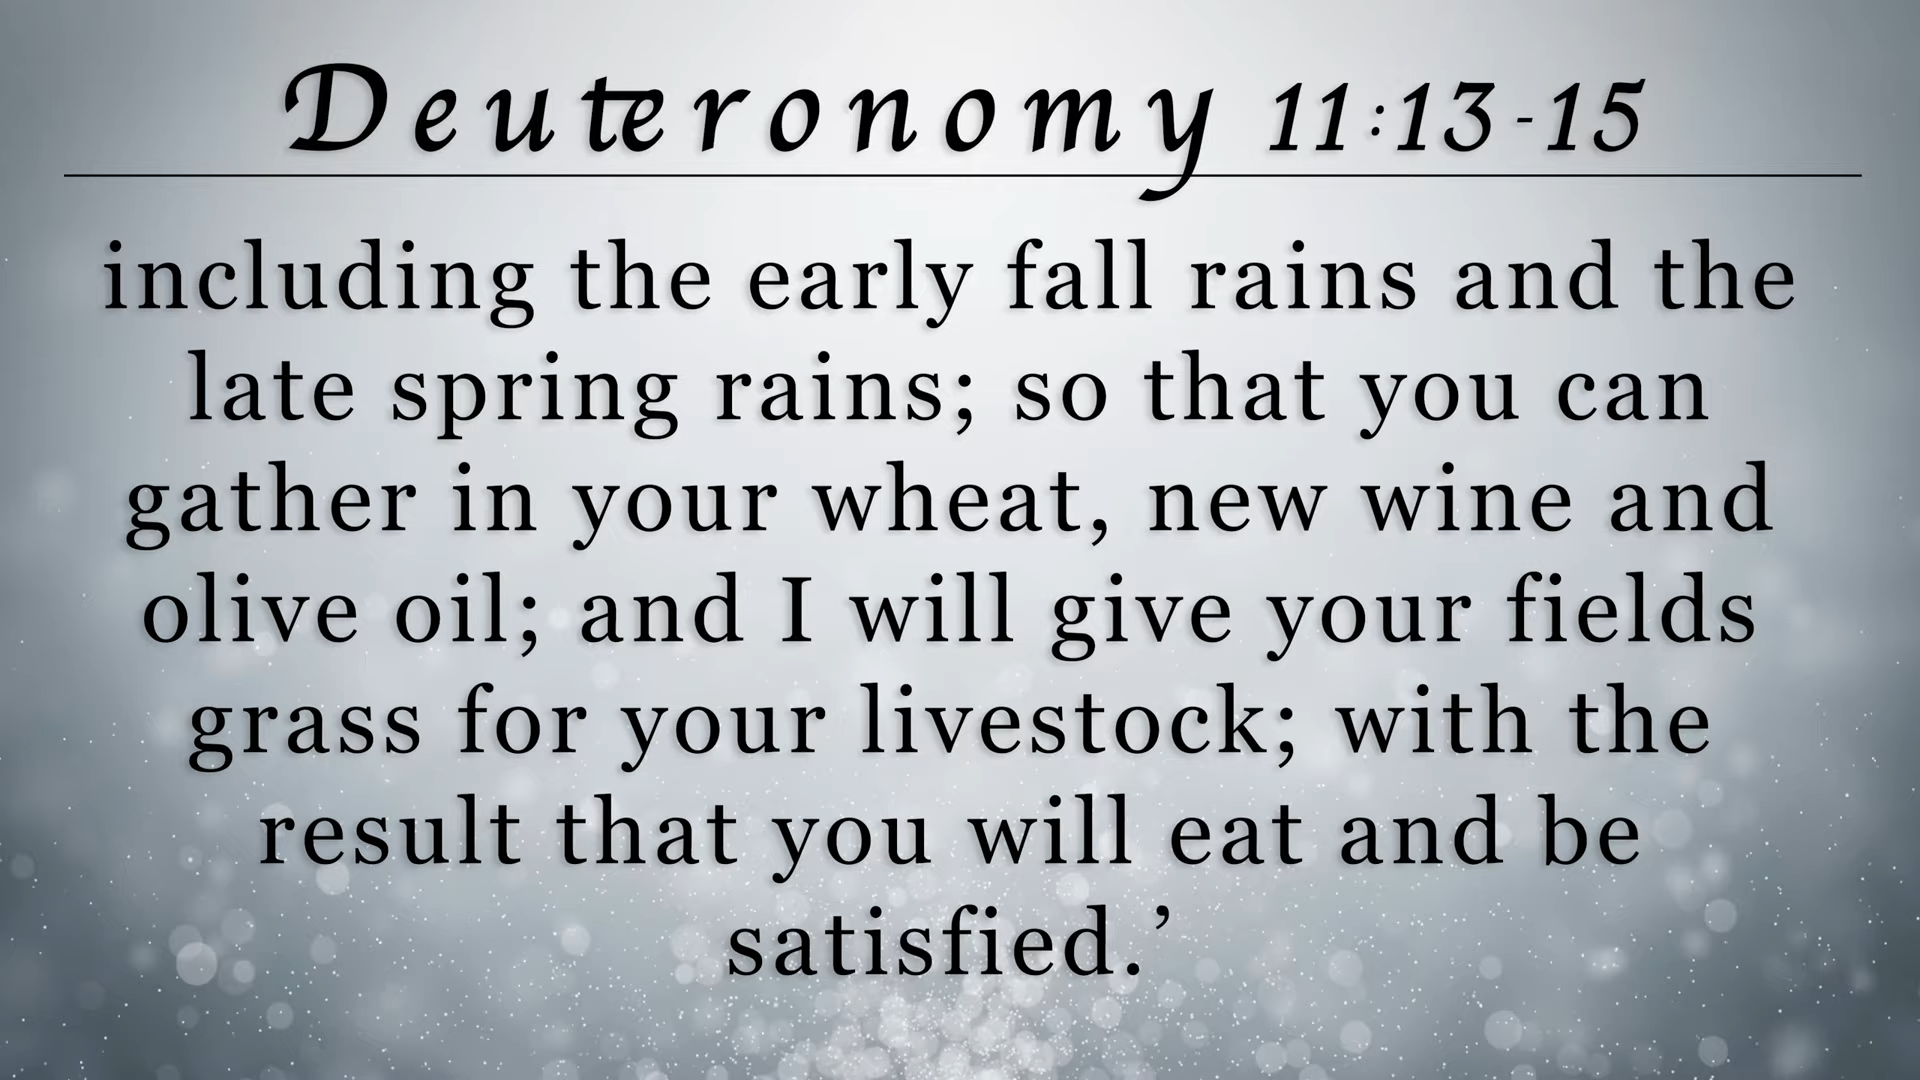 Deuteronomy 11:13-15
including the early fall rains and the
late spring rains; so that you can
gather in your wheat, new wine and
olive oil; and I will give your fields
grass for your livestock; with the
result that you will eat and be
satisfied.’